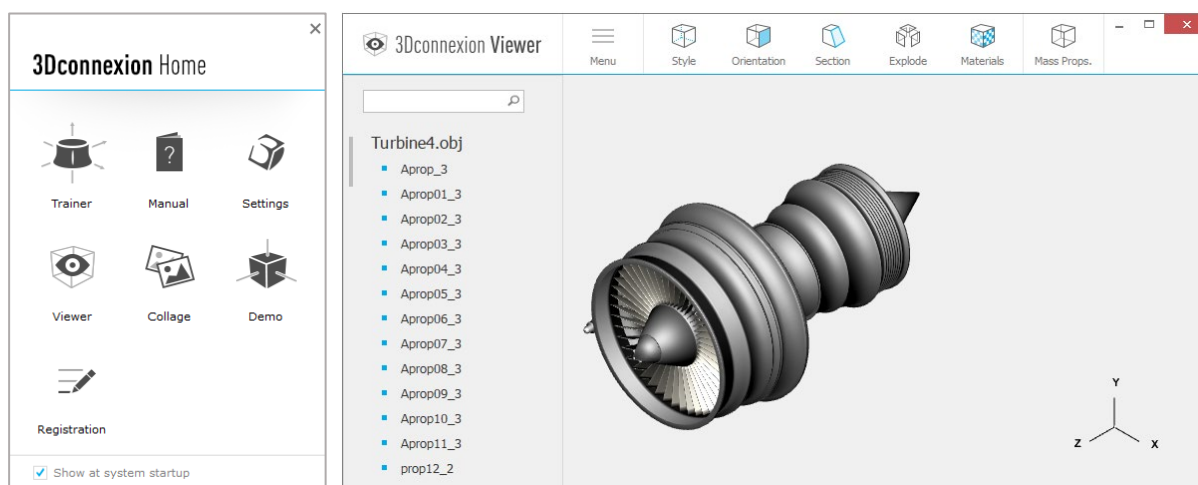 3Dconnexion Home
Trainer
Manual
Settings
Viewer
Collage
Demo
Registration
Show at system startup
3Dconnexion Viewer
Menu
Style
Orientation
Section
Explode
Materials
Mass Props.
Turbine4.obj
Aprop_3
Aprop01_3
Aprop02_3
Aprop03_3
Aprop04_3
Aprop05_3
Aprop06_3
Aprop07_3
Aprop08_3
Aprop09_3
Aprop10_3
Aprop11_3
prop12_2
Y
Z
X